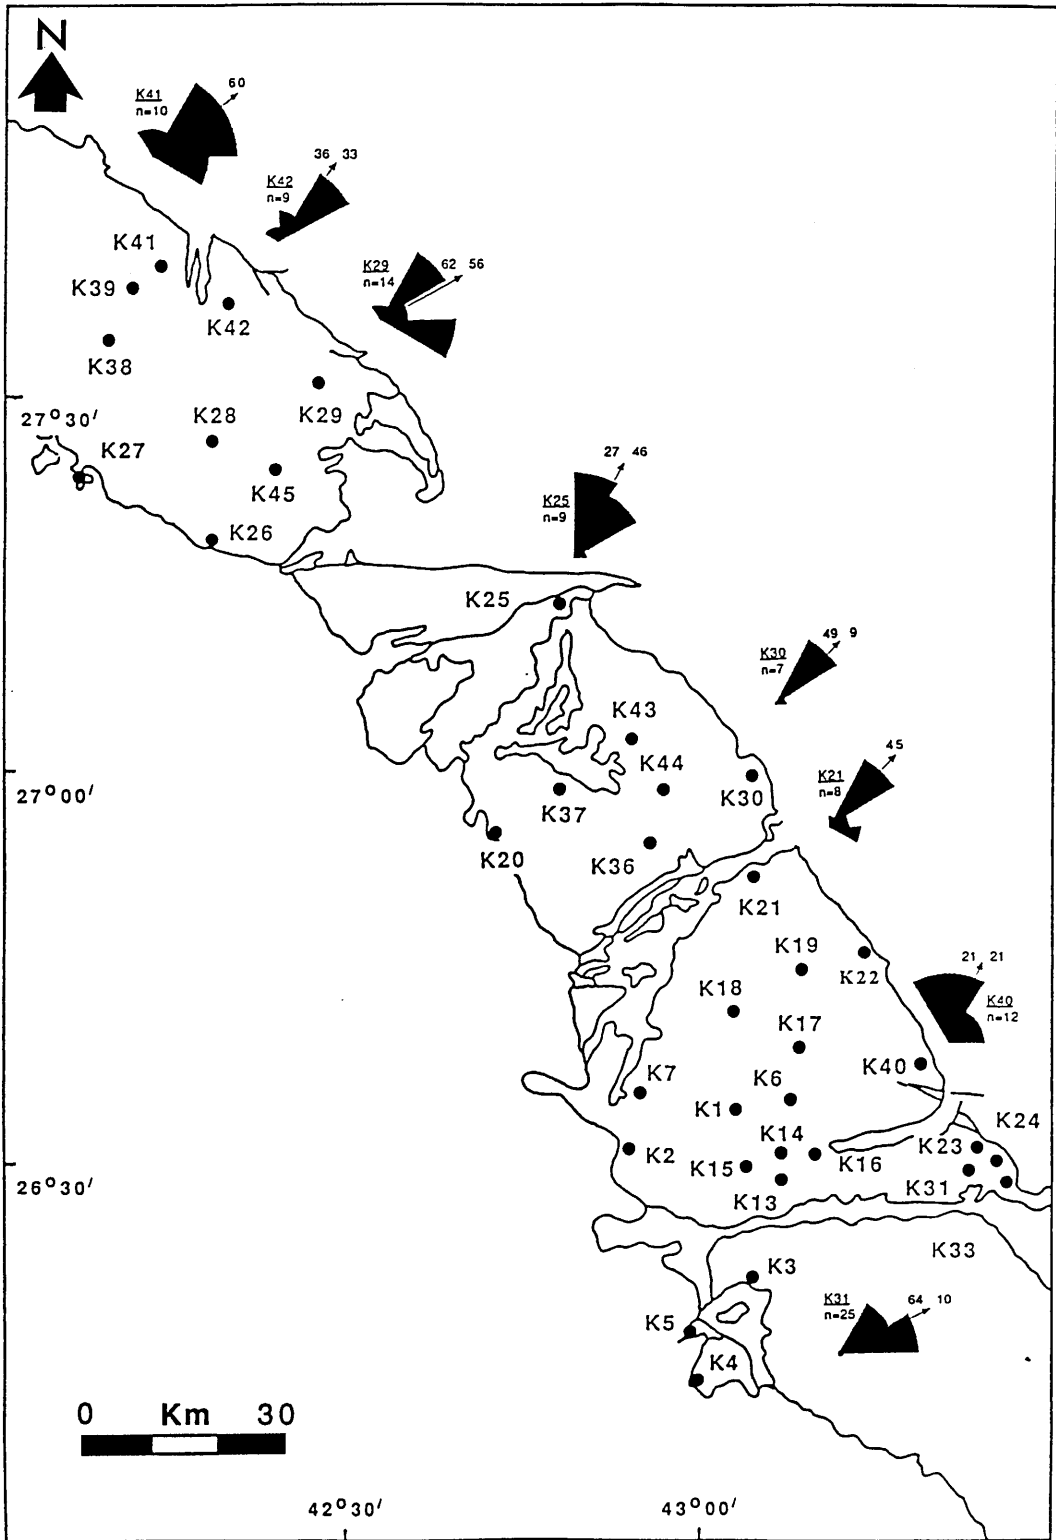 N
60
K41
n=10
36 33
K42
n=9
K41
K29
n=14
62 56
K39
K42
K38
27°30′
K28
K29
K27
27 46
K45
K25
n=9
K26
K25
49 9
K30
n=7
K43
45
K44
K21
n=8
27°00′
K37
K30
K20
K36
K21
K19
K22
21 21
K18
K40
n=12
K17
K7
K6
K40
K1
K24
K14
K23
K2
K15
K16
K31
26°30′
K13
K33
K3
K31
n=25
64 10
K5
K4
0 Km 30
42°30′
43°00′